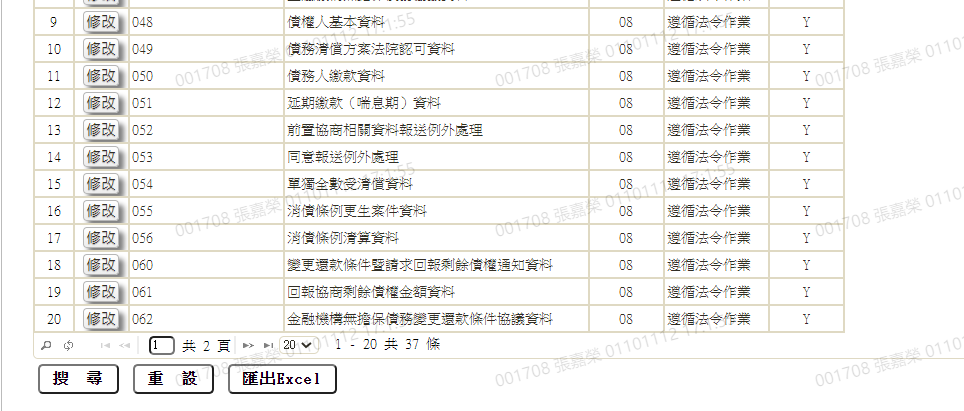 9 修改 048 債權人基本資料 08 遵循法令作業 Y
10 修改 049 債務清償方案法院認可資料 08 遵循法令作業 Y
11 修改 050 債務人繳款資料 08 遵循法令作業 Y
12 修改 051 延期繳款（喘息期）資料 08 遵循法令作業 Y
13 修改 052 前置協商相關資料報送例外處理 08 遵循法令作業 Y
14 修改 053 同意報送例外處理 08 遵循法令作業 Y
15 修改 054 單獨全數受清償資料 08 遵循法令作業 Y
16 修改 055 消債條例更生案件資料 08 遵循法令作業 Y
17 修改 056 消債條例清算資料 08 遵循法令作業 Y
18 修改 060 變更還款條件暨請求回報剩餘債權通知資料 08 遵循法令作業 Y
19 修改 061 回報協商剩餘債權金額資料 08 遵循法令作業 Y
20 修改 062 金融機構無擔保債務變更還款條件協議資料 08 遵循法令作業 Y
1 共 2 頁 20 1 - 20 共 37 條
搜 尋 重 設 匯出Excel